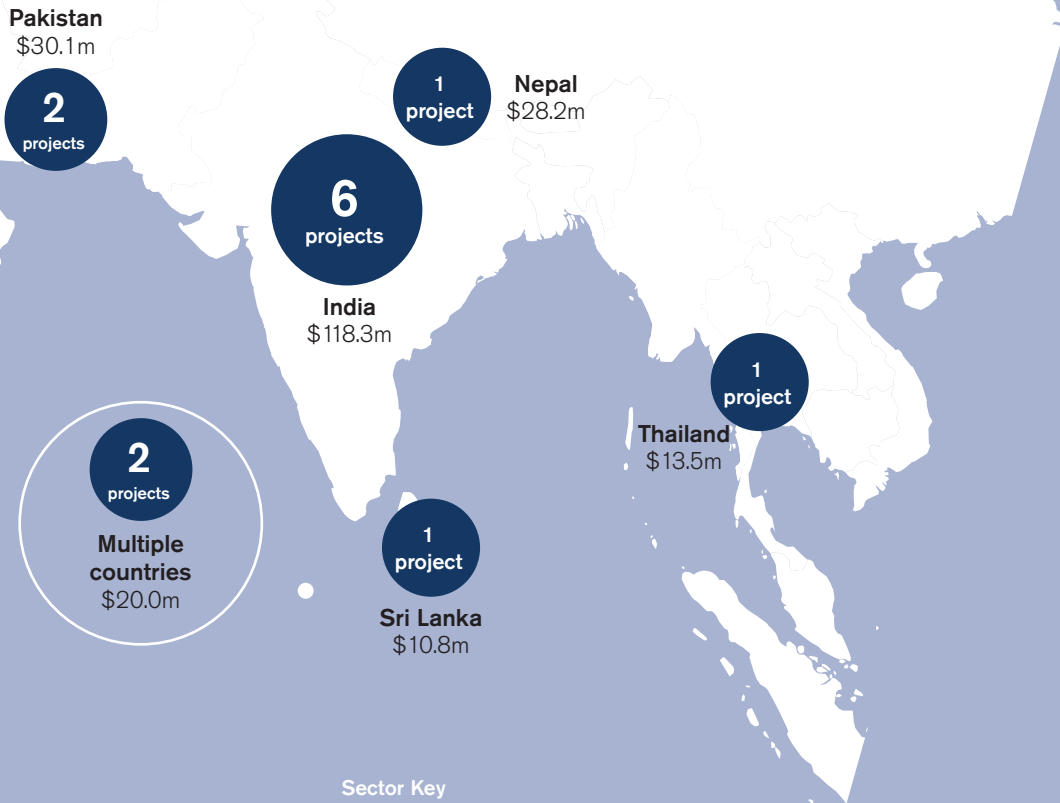 Pakistan
$30.1m
2
projects
1
project
Nepal
$28.2m
6
projects
India
$118.3m
1
project
Thailand
$13.5m
2
projects
Multiple
countries
$20.0m
1
project
Sri Lanka
$10.8m
Sector Key